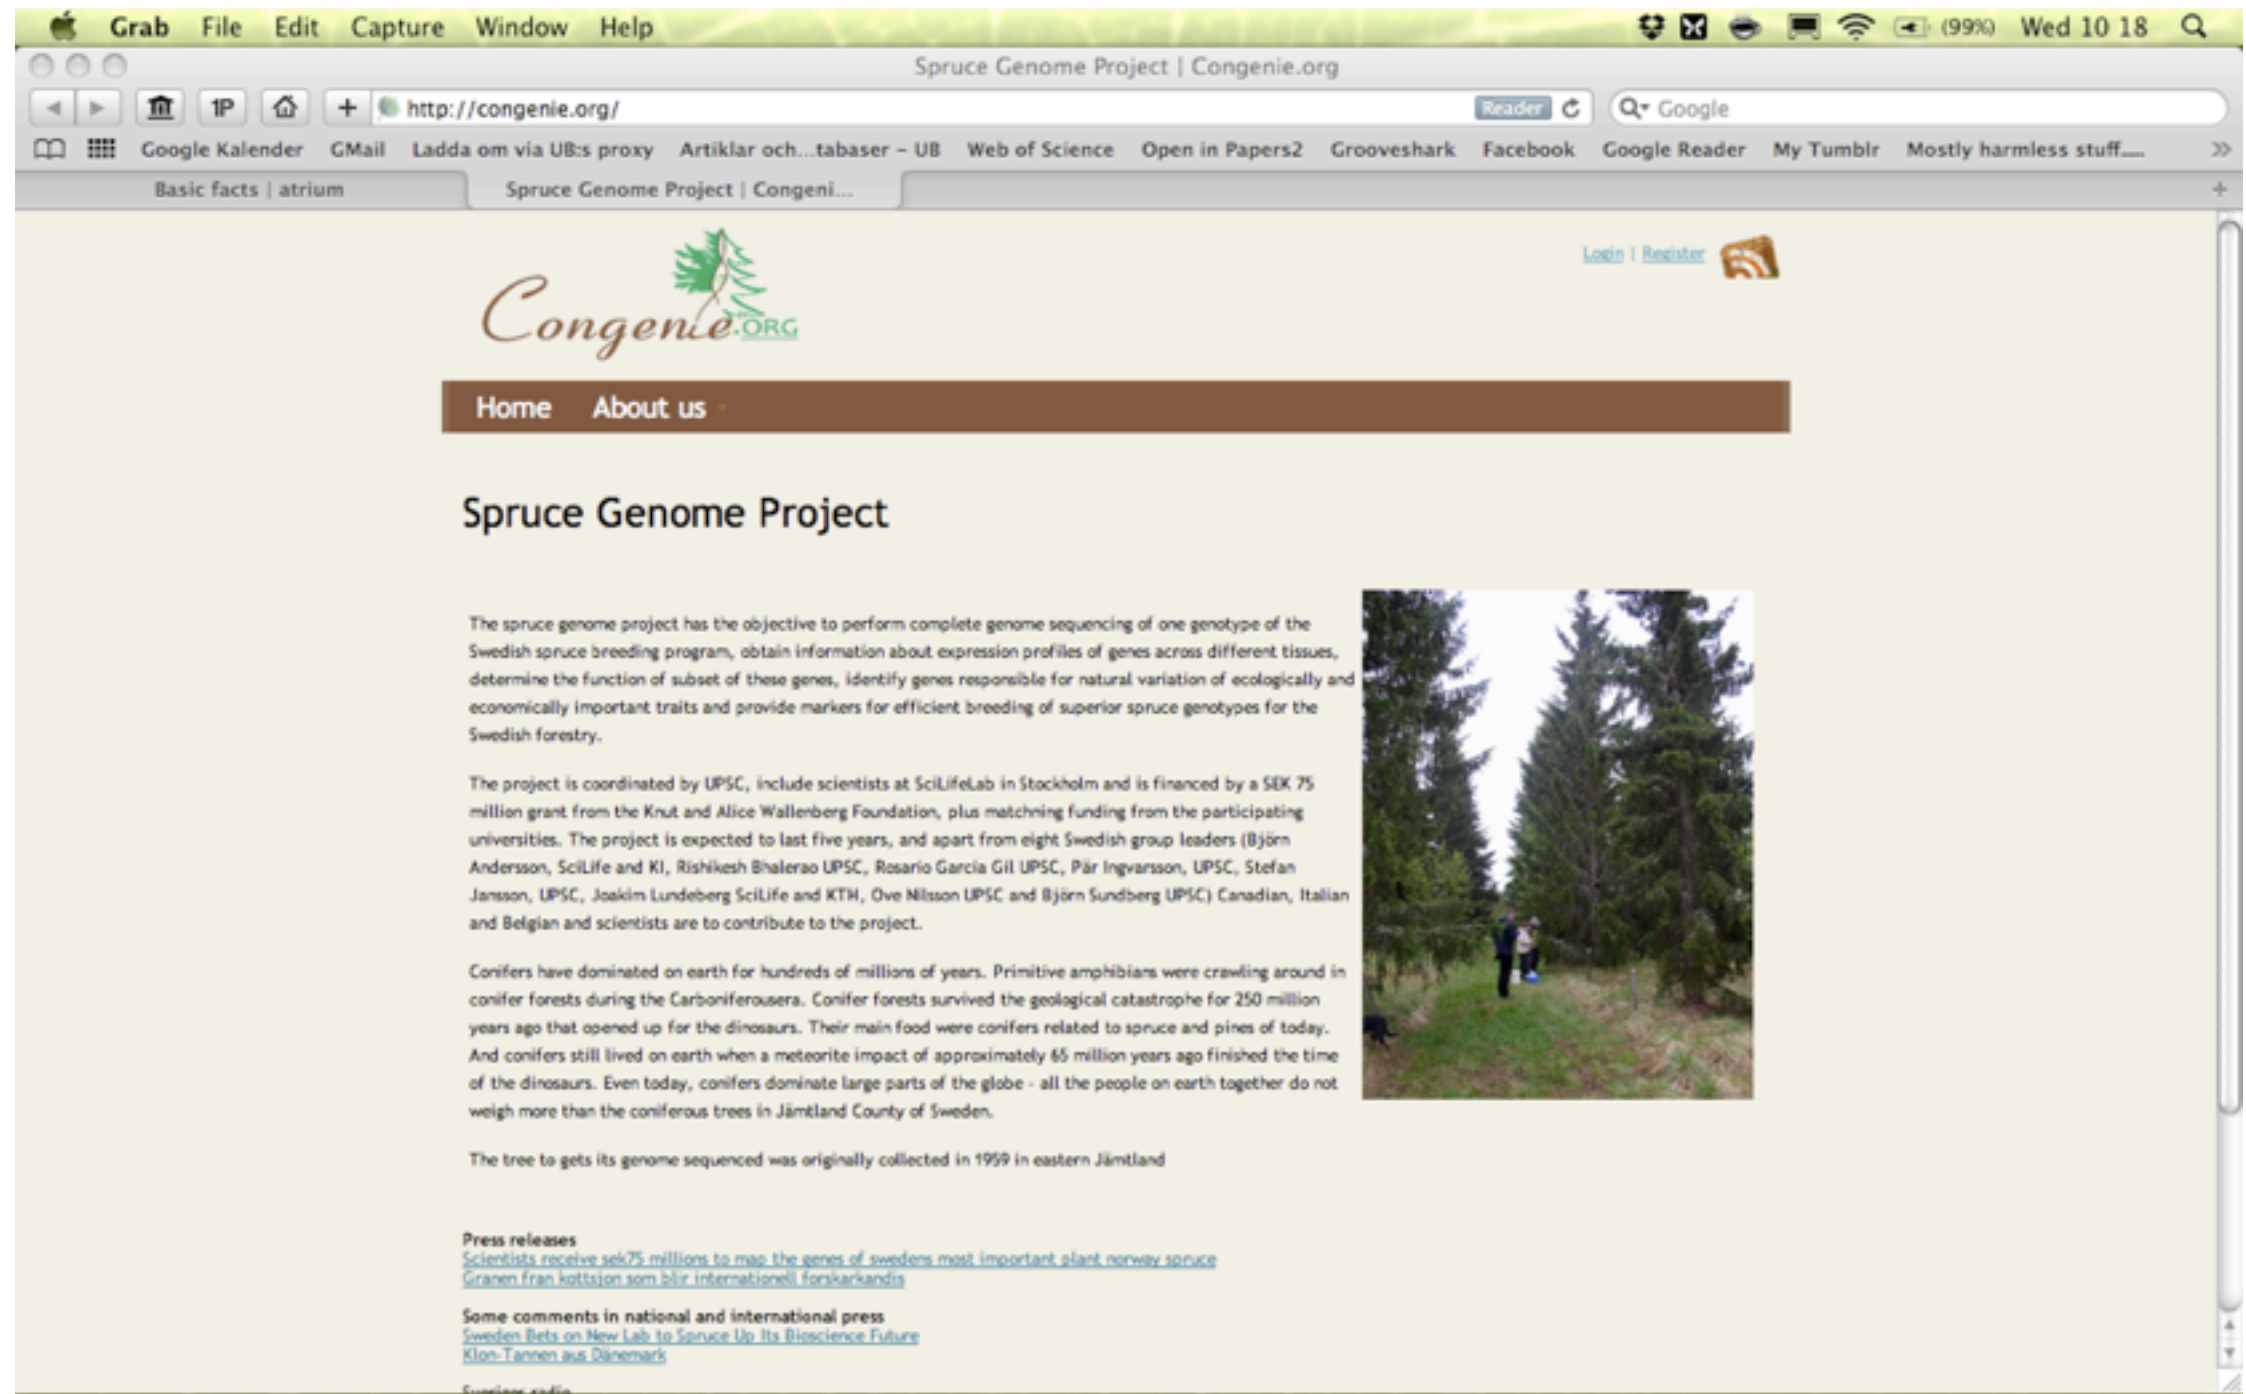 Grab File Edit Capture Window Help (99%) Wed 10 18
Spruce Genome Project | Congenie.org
1P + http://congenie.org/ Reader Google
Google Kalender GMail Ladda om via UB:s proxy Artiklar och...tabaser – UB Web of Science Open in Papers2 Grooveshark Facebook Google Reader My Tumblr Mostly harmless stuff.....
Basic facts | atrium Spruce Genome Project | Congeni...
Login | Register
Congenie.ORG
Home About us
Spruce Genome Project
The spruce genome project has the objective to perform complete genome sequencing of one genotype of the
Swedish spruce breeding program, obtain information about expression profiles of genes across different tissues,
determine the function of subset of these genes, identify genes responsible for natural variation of ecologically and
economically important traits and provide markers for efficient breeding of superior spruce genotypes for the
Swedish forestry.
The project is coordinated by UPSC, include scientists at SciLifeLab in Stockholm and is financed by a SEK 75
million grant from the Knut and Alice Wallenberg Foundation, plus matchning funding from the participating
universities. The project is expected to last five years, and apart from eight Swedish group leaders (Björn
Andersson, SciLife and KI, Rishikesh Bhalerao UPSC, Rosario Garcia Gil UPSC, Pär Ingvarsson, UPSC, Stefan
Jansson, UPSC, Joakim Lundeberg SciLife and KTH, Ove Nilsson UPSC and Björn Sundberg UPSC) Canadian, Italian
and Belgian and scientists are to contribute to the project.
Conifers have dominated on earth for hundreds of millions of years. Primitive amphibians were crawling around in
conifer forests during the Carboniferousera. Conifer forests survived the geological catastrophe for 250 million
years ago that opened up for the dinosaurs. Their main food were conifers related to spruce and pines of today.
And conifers still lived on earth when a meteorite impact of approximately 65 million years ago finished the time
of the dinosaurs. Even today, conifers dominate large parts of the globe - all the people on earth together do not
weigh more than the coniferous trees in Jämtland County of Sweden.
The tree to gets its genome sequenced was originally collected in 1959 in eastern Jämtland
Press releases
Scientists receive sek75 millions to map the genes of swedens most important plant norway spruce
Granen fran kottsjon som blir internationell forskarkandis
Some comments in national and international press
Sweden Bets on New Lab to Spruce Up Its Bioscience Future
Klon-Tannen aus Dänemark
Sveriges radio